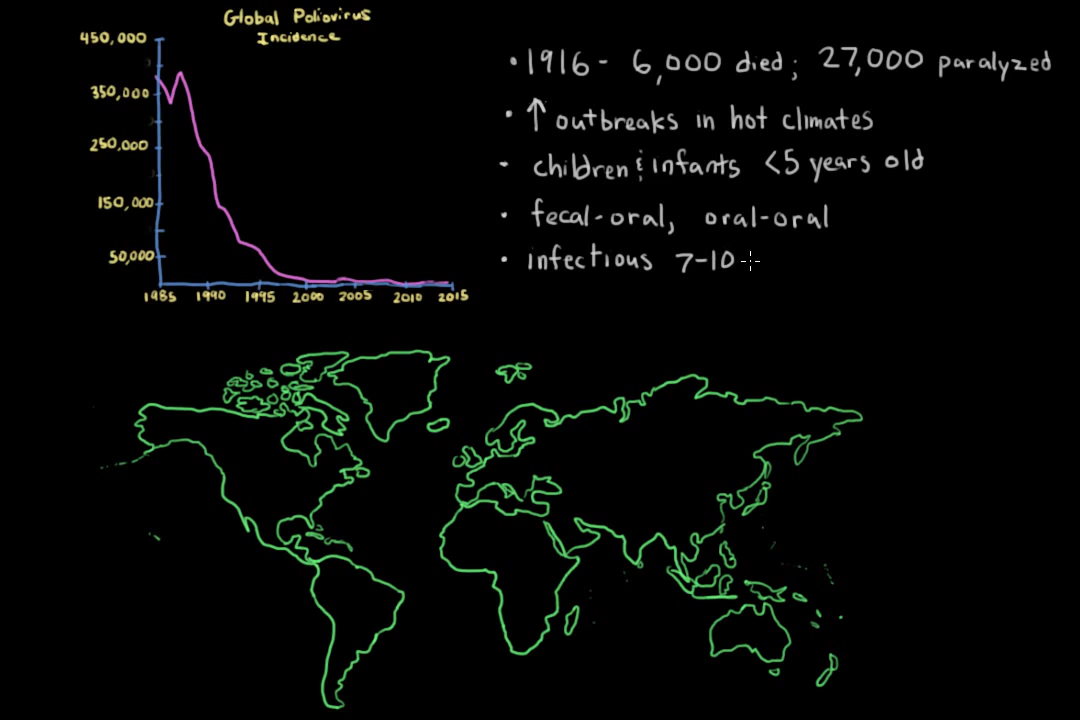 Global Poliovirus
Incidence
450,000
350,000
250,000
150,000
50,000
1985 1990 1995 2000 2005 2010 2015
• 1916 - 6,000 died; 27,000 paralyzed
• ↑ outbreaks in hot climates
• children & infants <5 years old
• fecal-oral, oral-oral
• infectious 7-10